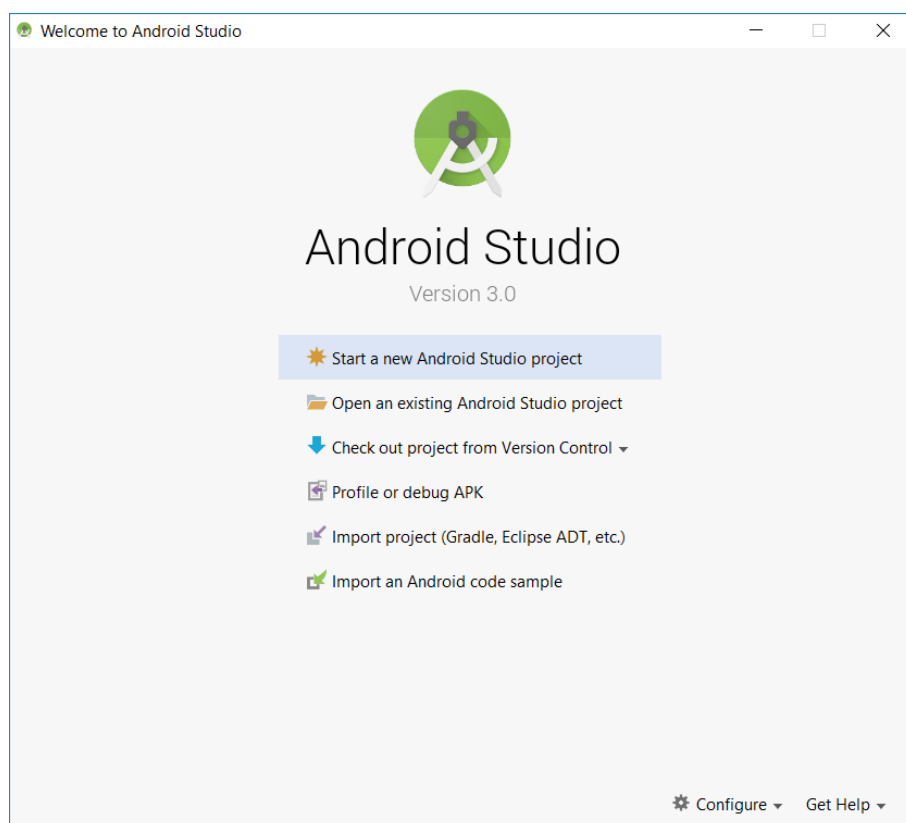 Welcome to Android Studio
Android Studio
Version 3.0
Start a new Android Studio project
Open an existing Android Studio project
Check out project from Version Control
Profile or debug APK
Import project (Gradle, Eclipse ADT, etc.)
Import an Android code sample
Configure Get Help